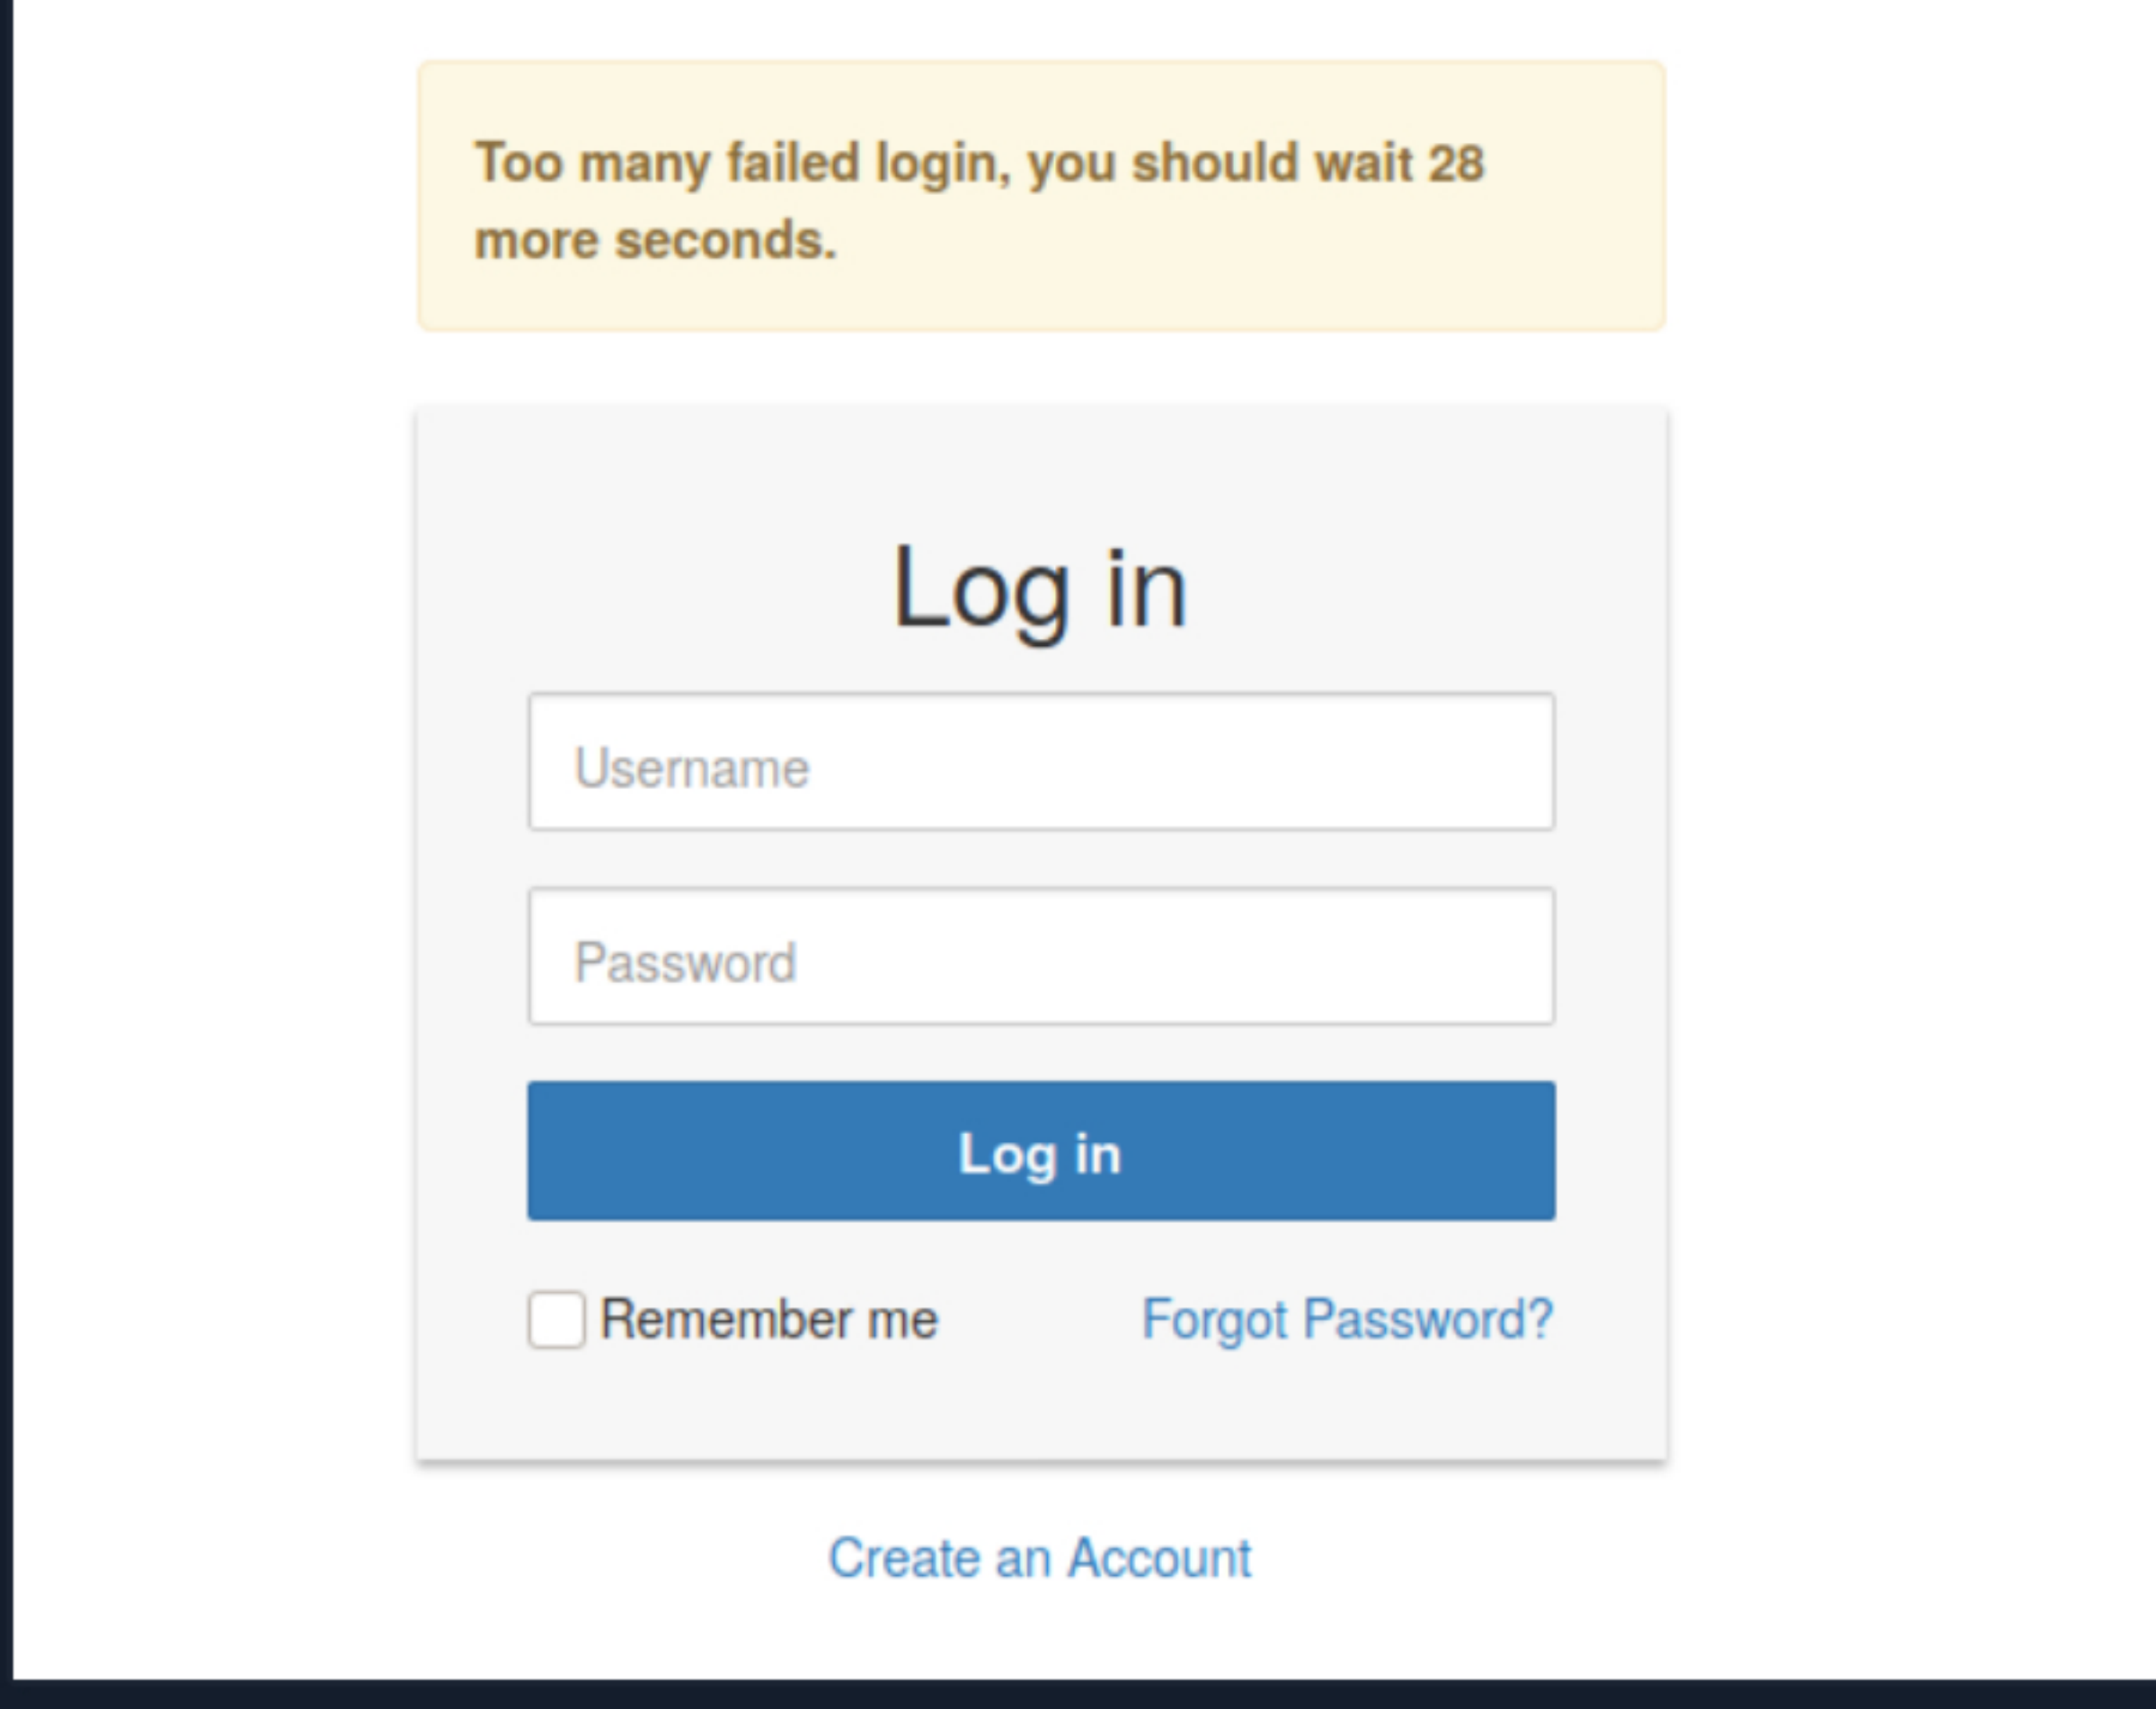 Too many failed login, you should wait 28
more seconds.
Log in
Username
Password
Log in
Remember me
Forgot Password?
Create an Account